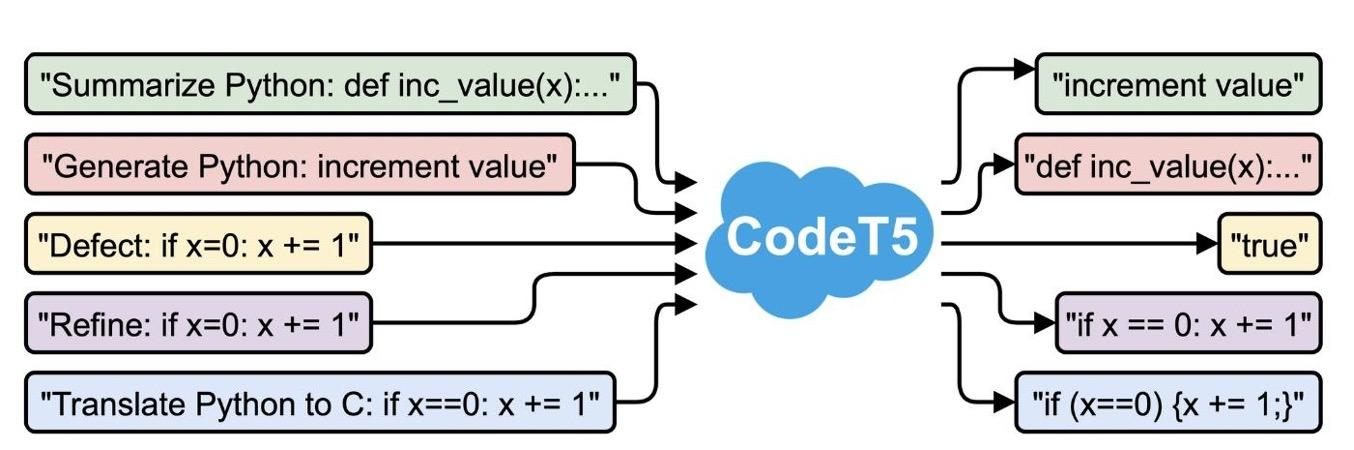 "Summarize Python: def inc_value(x):..."
"Generate Python: increment value"
"Defect: if x=0: x += 1"
"Refine: if x=0: x += 1"
"Translate Python to C: if x==0: x += 1"
CodeT5
"increment value"
"def inc_value(x):..."
"true"
"if x == 0: x += 1"
"if (x==0) {x += 1;}"